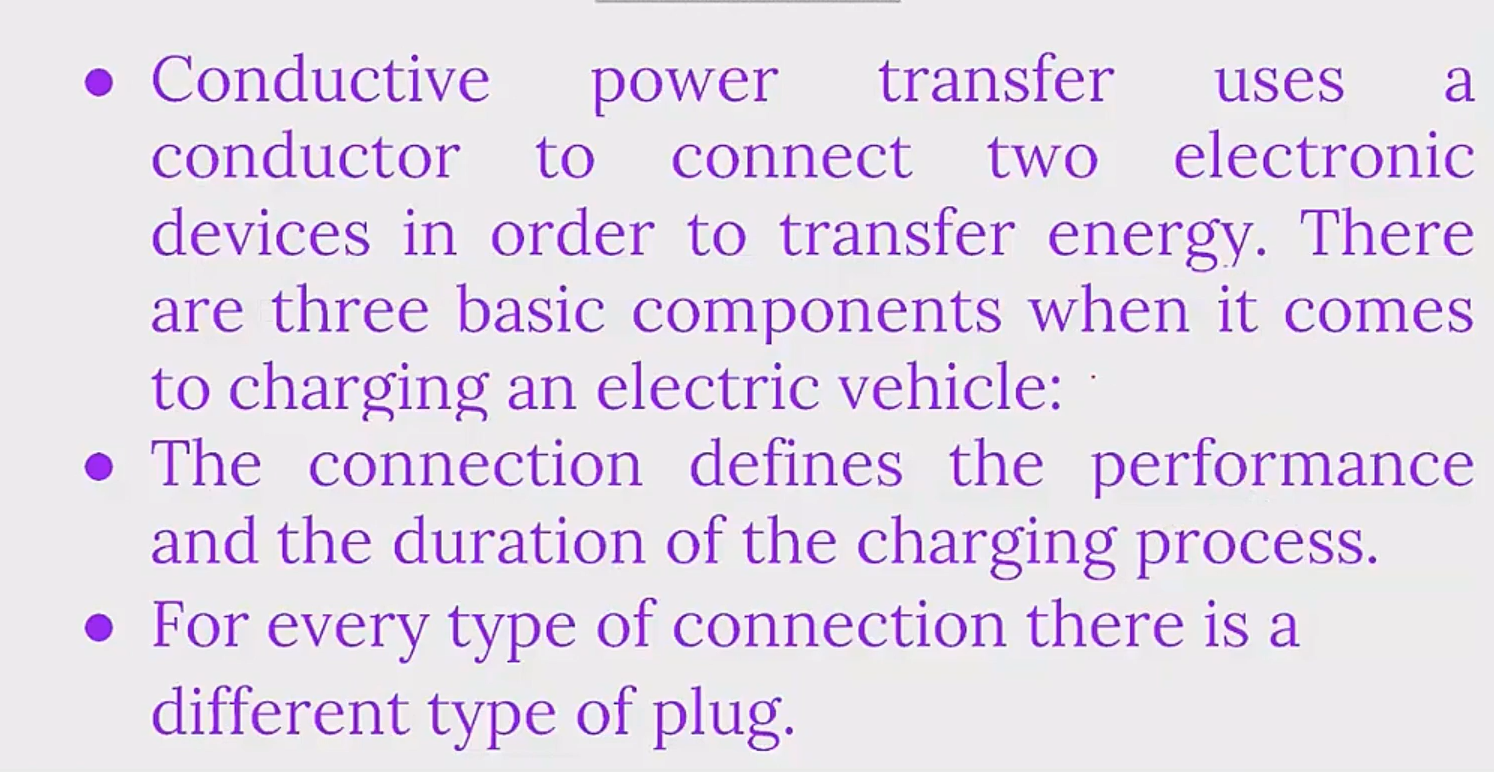 ● Conductive power transfer uses a
conductor to connect two electronic
devices in order to transfer energy. There
are three basic components when it comes
to charging an electric vehicle:
● The connection defines the performance
and the duration of the charging process.
● For every type of connection there is a
different type of plug.